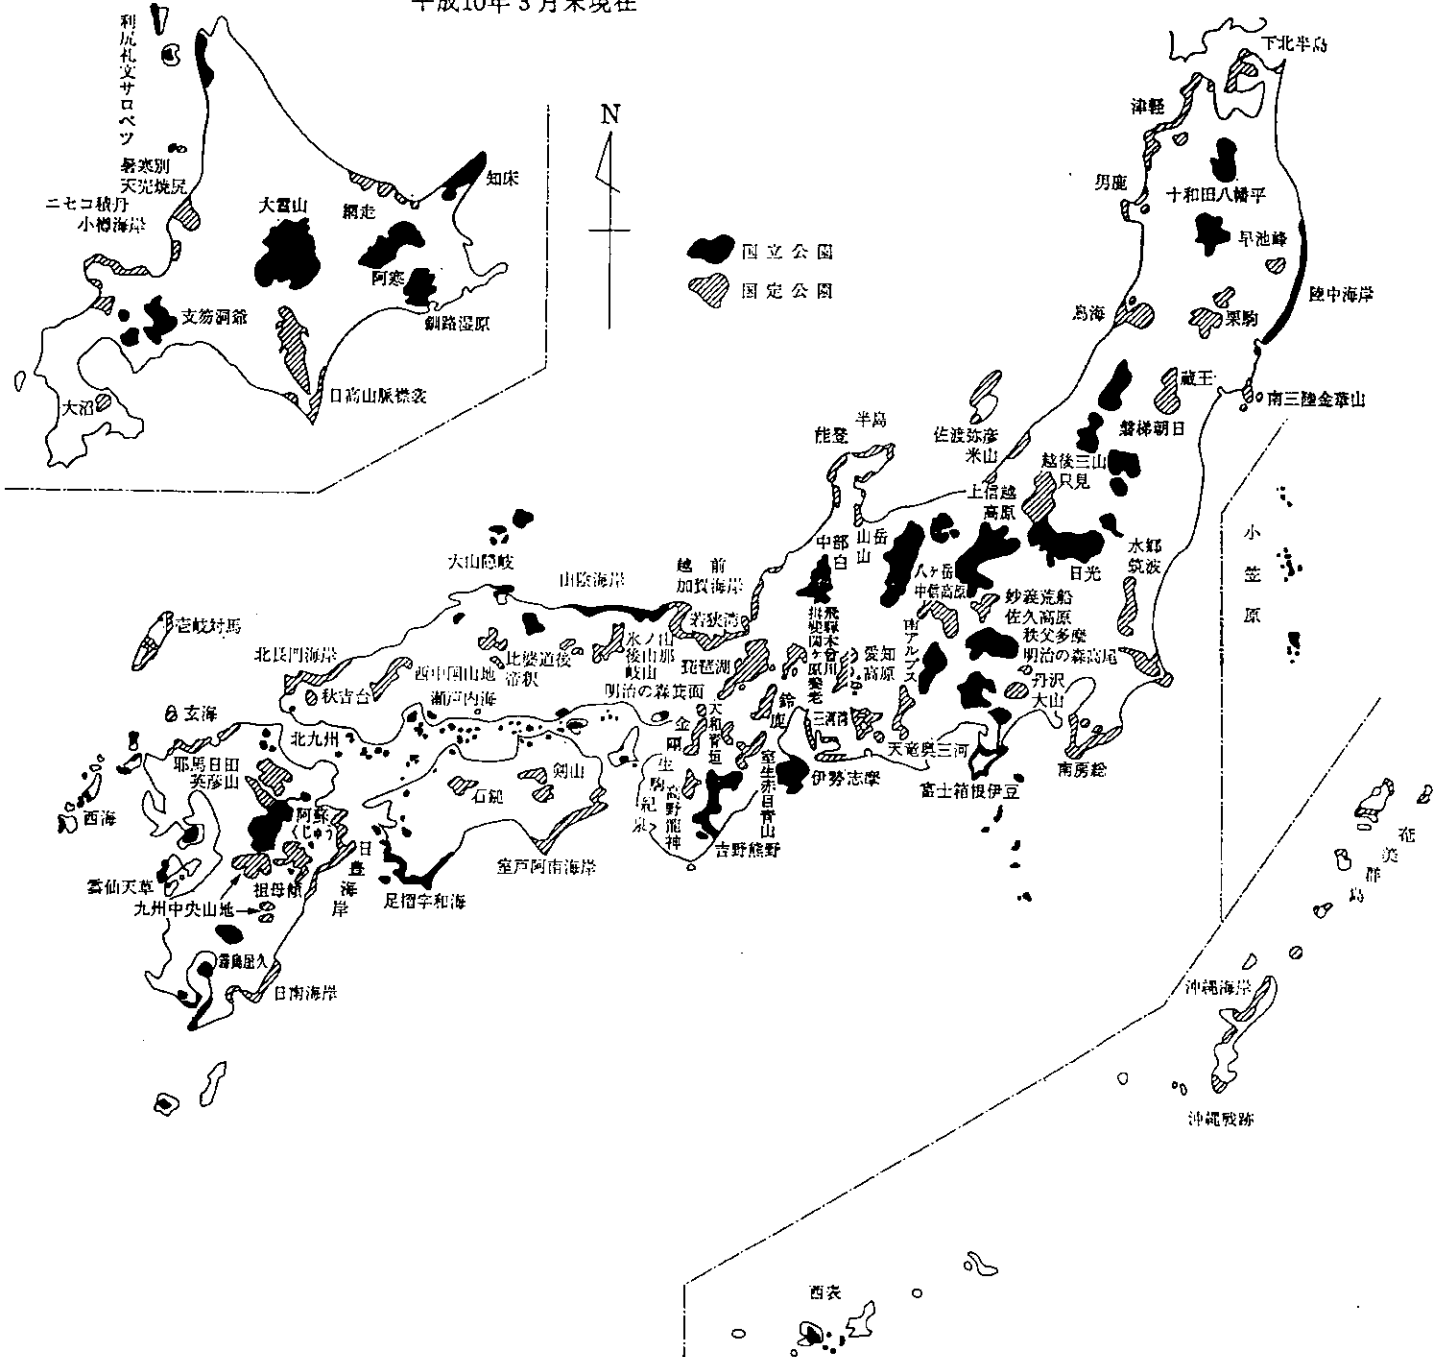 平成10年3月末現在
利尻礼文サロベツ
暑寒別
天売焼尻
ニセコ積丹
小樽海岸
大雪山
網走
知床
阿寒
釧路湿原
支笏洞爺
日高山脈襟裳
大沼
N
国立公園
国定公園
下北半島
津軽
男鹿
十和田八幡平
早池峰
陸中海岸
鳥海
栗駒
蔵王
南三陸金華山
磐梯朝日
佐渡弥彦
米山
越後三山
只見
能登
半島
上信越
高原
中部
山岳
白
山
日光
水郷
筑波
小笠原
八ヶ岳
中信高原
妙義荒船
佐久高原
秩父多摩
明治の森高尾
丹沢
大山
南アルプス
愛知
高原
飛騨木曽川
揖斐関ヶ原養老
大山隠岐
山陰海岸
越前
加賀海岸
若狭湾
氷ノ山
後山那
岐山
琵琶湖
明治の森箕面
比婆道後
帝釈
西中国山地
瀬戸内海
壱岐対馬
北長門海岸
秋吉台
玄海
北九州
耶馬日田
英彦山
西海
阿蘇
くじゅう
雲仙天草
祖母傾
九州中央山地
日豊海岸
霧島屋久
日南海岸
足摺宇和海
石鎚
剣山
室戸阿南海岸
金剛生駒紀泉
大和青垣
高野龍神
鈴鹿
室生赤目青山
吉野熊野
三河湾
伊勢志摩
天竜奥三河
富士箱根伊豆
南房総
奄美群島
沖縄海岸
沖縄戦跡
西表